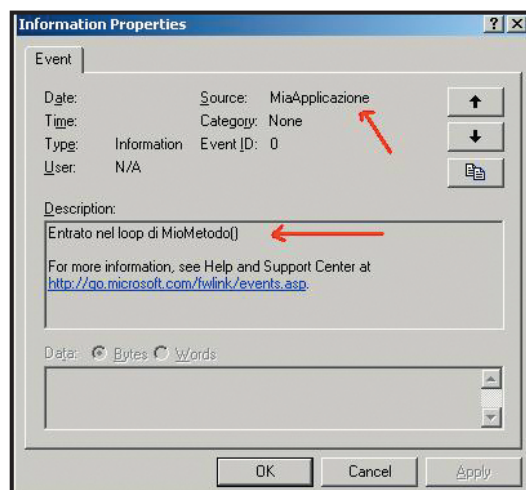 Information Properties
Event
Date: Source: MiaApplicazione
Time: Category: None
Type: Information Event ID: 0
User: N/A
Description:
Entrato nel loop di MioMetodo()
For more information, see Help and Support Center at
http://go.microsoft.com/fwlink/events.asp.
Data: Bytes Words
OK Cancel Apply